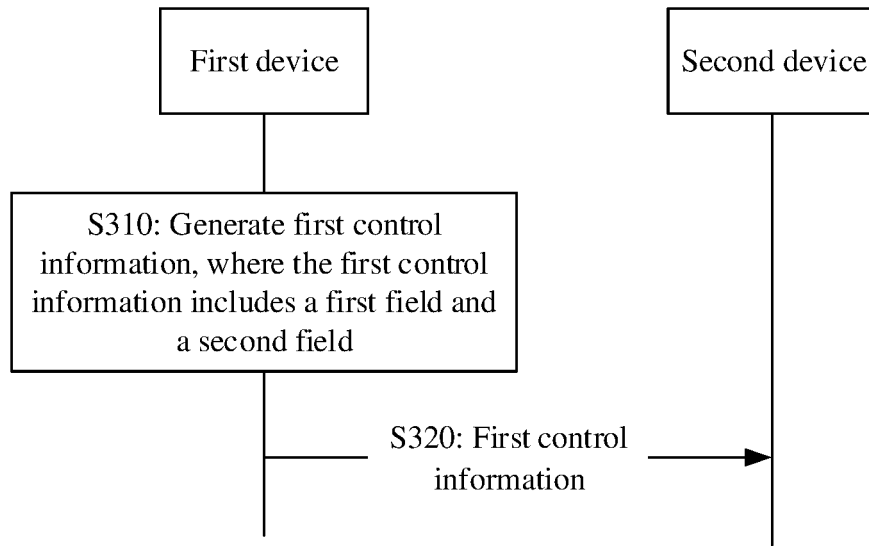 First device
Second device
S310: Generate first control
information, where the first control
information includes a first field and
a second field
S320: First control
information